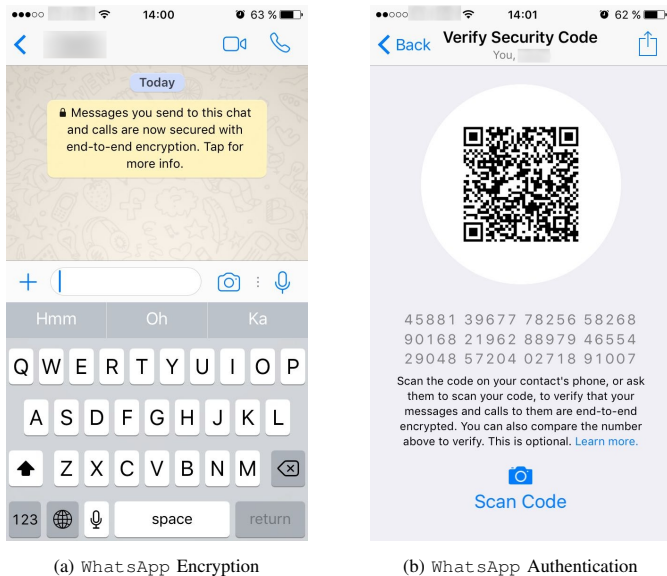 14:00
63 %
Today
Messages you send to this chat
and calls are now secured with
end-to-end encryption. Tap for
more info.
Hmm Oh Ka
Q W E R T Y U I O P
A S D F G H J K L
Z X C V B N M
123 space return
(a) WhatsApp Encryption
14:01
62 %
Back Verify Security Code
You,
45881 39677 78256 58268
90168 21962 88979 46554
29048 57204 02718 91007
Scan the code on your contact's phone, or ask
them to scan your code, to verify that your
messages and calls to them are end-to-end
encrypted. You can also compare the number
above to verify. This is optional. Learn more.
Scan Code
(b) WhatsApp Authentication